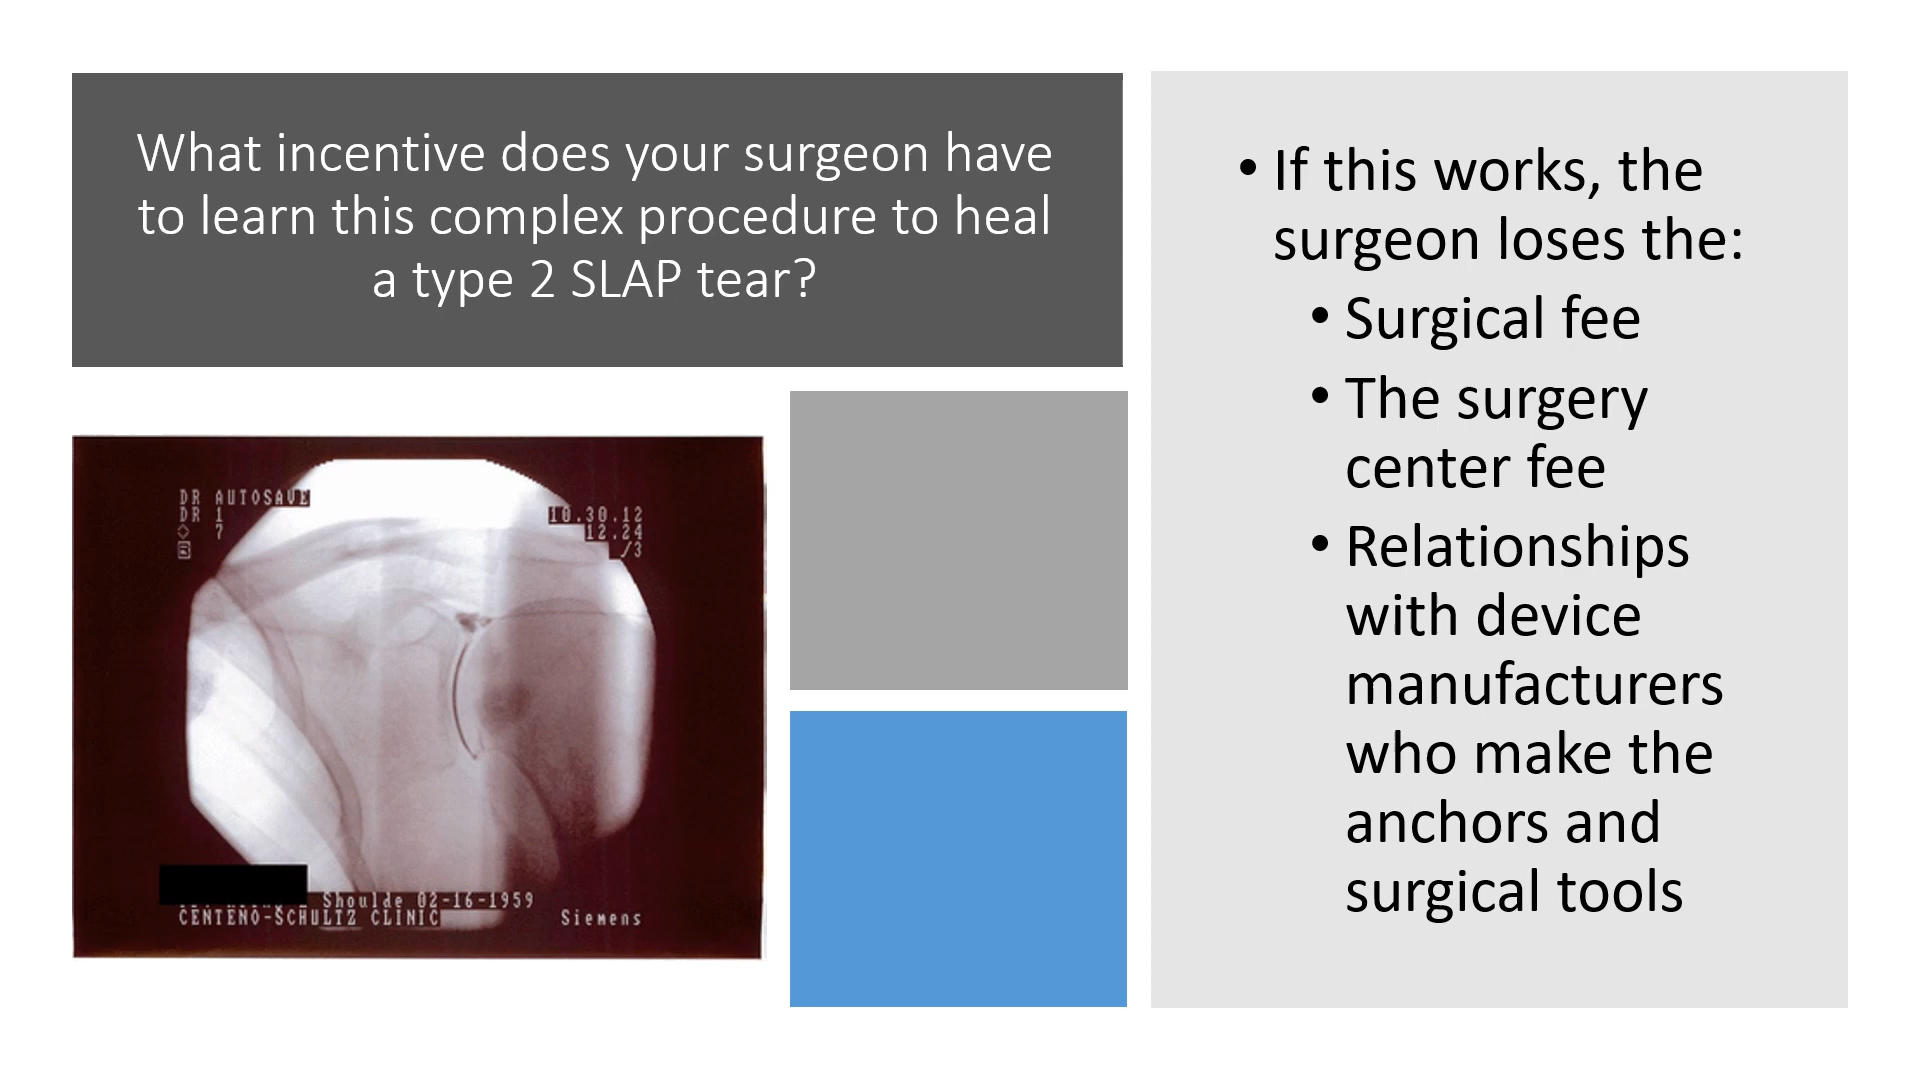 What incentive does your surgeon have
to learn this complex procedure to heal
a type 2 SLAP tear?
• If this works, the
surgeon loses the:
• Surgical fee
• The surgery
center fee
• Relationships
with device
manufacturers
who make the
anchors and
surgical tools
DR AUTOSAVE
DR 1
7
10.30.12
12.24
/3
Shoulde 02-16-1959
CENTENO-SCHULTZ CLINIC
Siemens